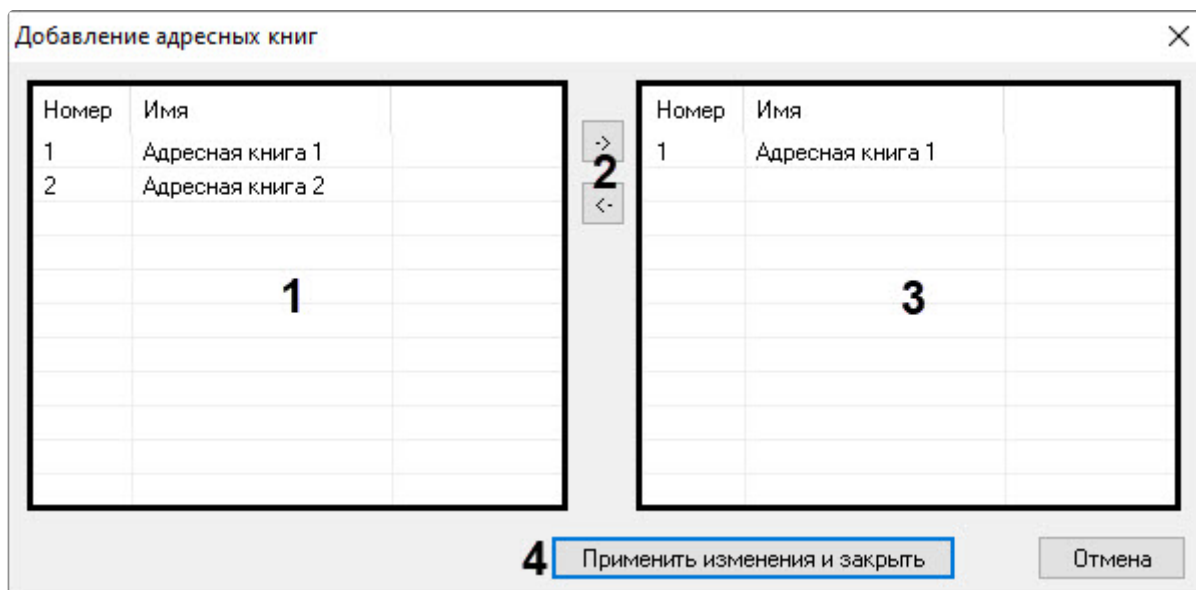 Добавление адресных книг
Номер Имя
1 Адресная книга 1
2 Адресная книга 2
1
->
2
<-
Номер Имя
1 Адресная книга 1
3
4 Применить изменения и закрыть Отмена